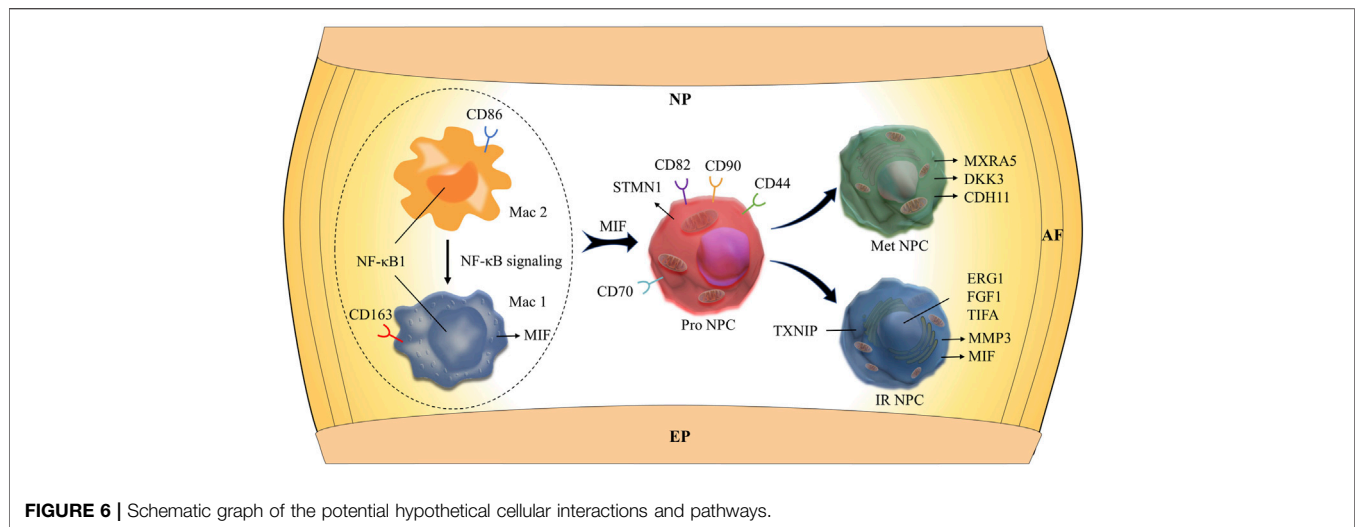 NP
CD86
Mac 2
NF-κB1
NF-κB signaling
Mac 1
CD163
MIF
MIF
CD82
CD90
STMN1
CD44
CD70
Pro NPC
MXRA5
DKK3
CDH11
Met NPC
AF
ERG1
FGF1
TIFA
TXNIP
MMP3
MIF
IR NPC
EP
FIGURE 6 | Schematic graph of the potential hypothetical cellular interactions and pathways.